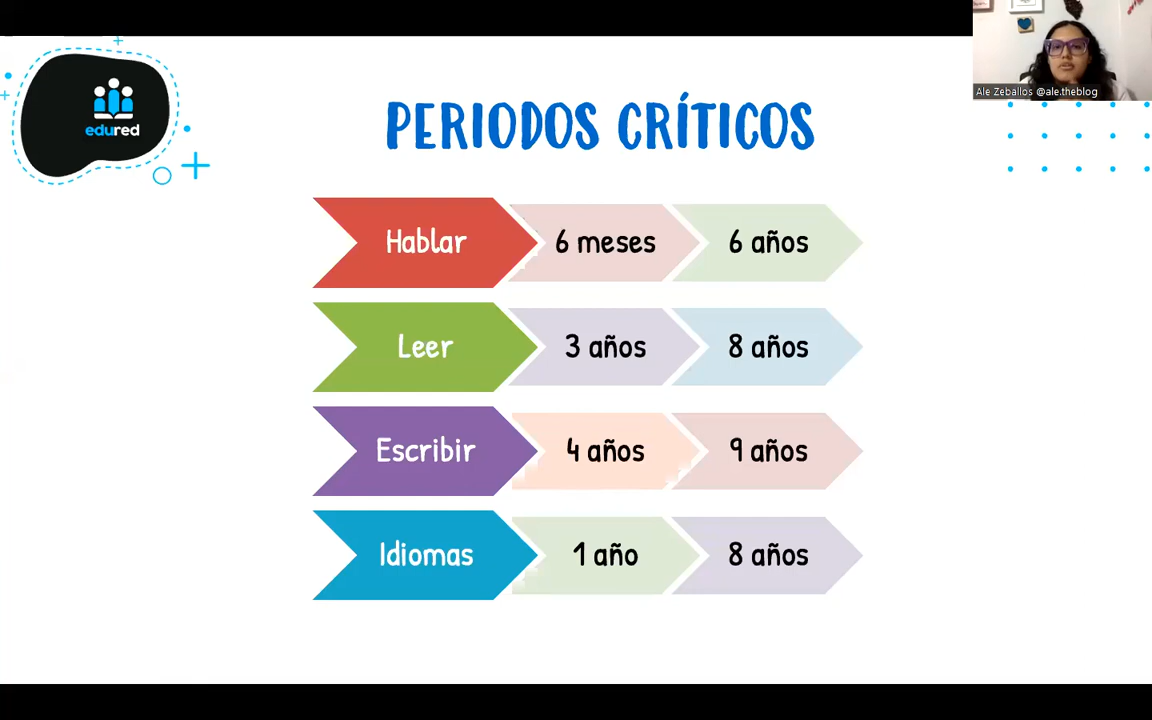 Ale Zeballos @ale.theblog
edured
PERIODOS CRÍTICOS
Hablar 6 meses 6 años
Leer 3 años 8 años
Escribir 4 años 9 años
Idiomas 1 año 8 años